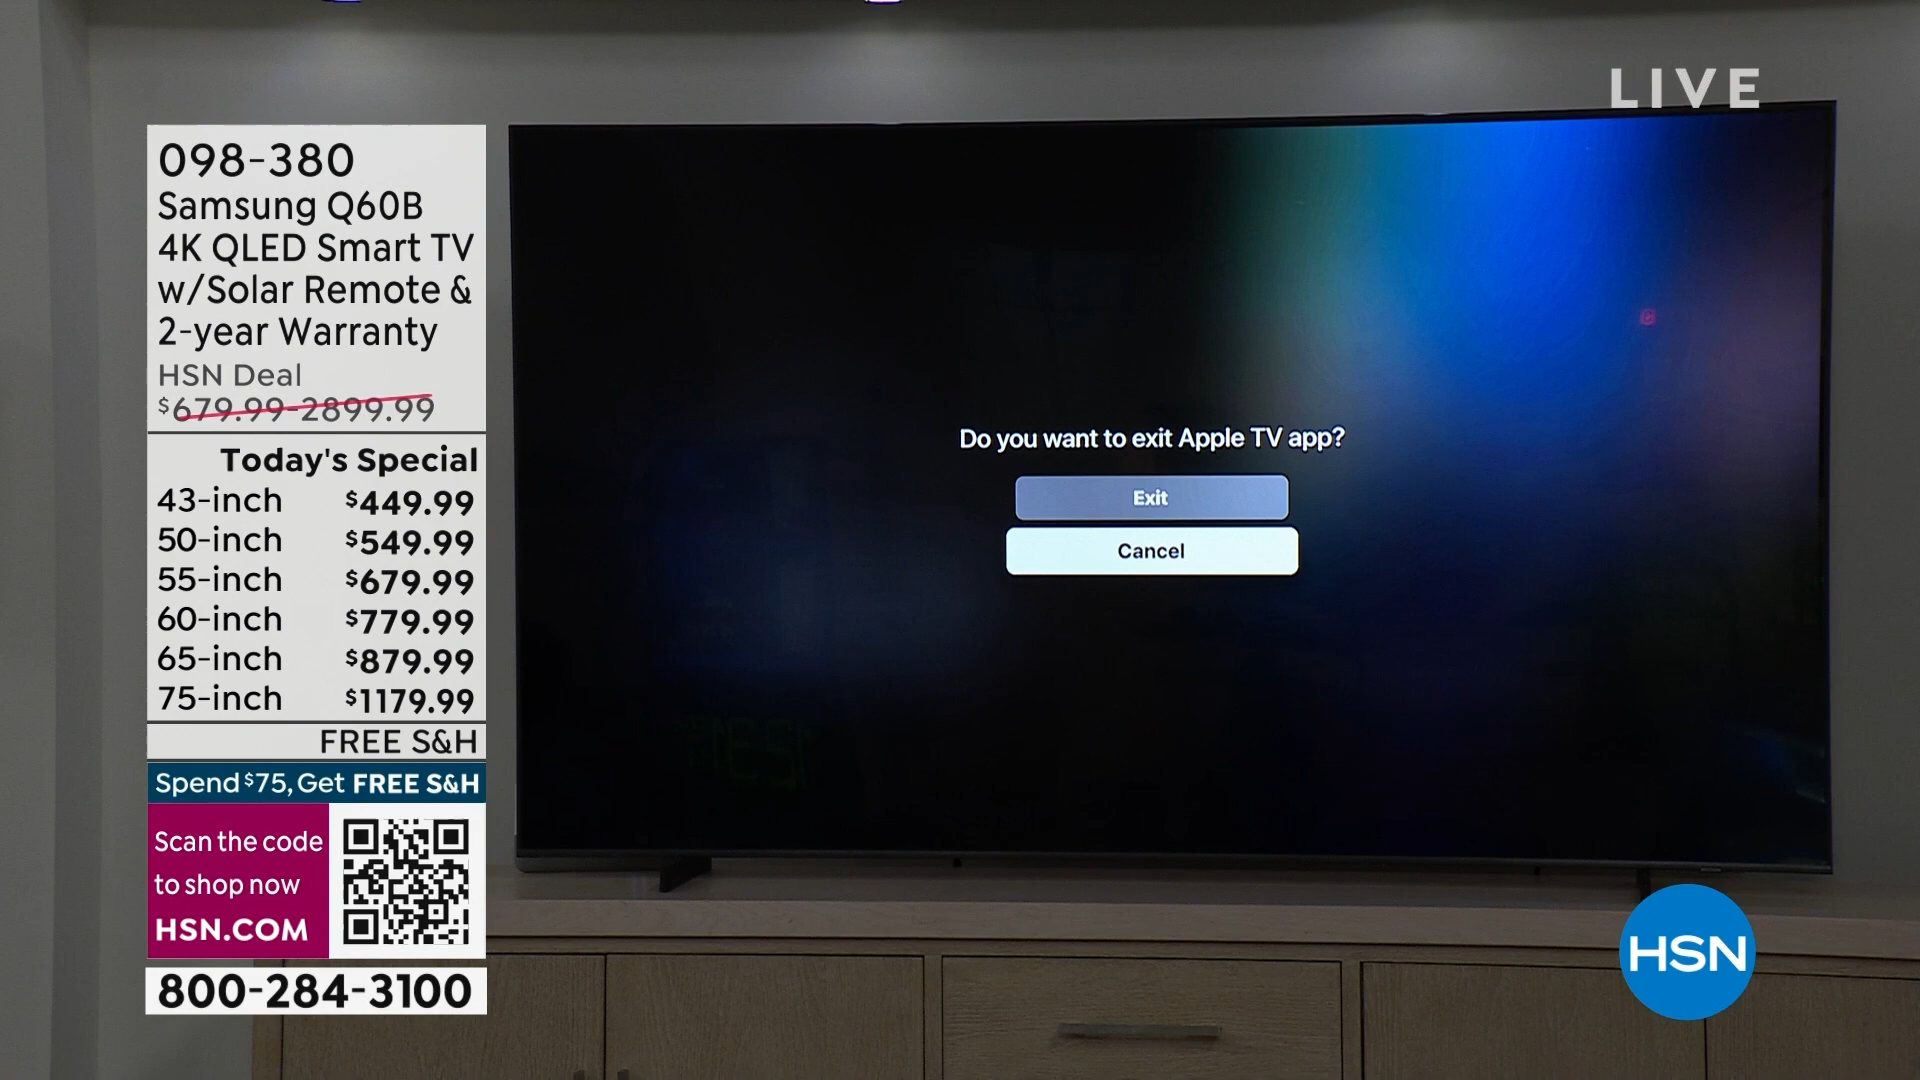 LIVE
098-380
Samsung Q60B
4K QLED Smart TV
w/Solar Remote &
2-year Warranty
HSN Deal
$679.99-2899.99
Today's Special
43-inch $449.99
50-inch $549.99
55-inch $679.99
60-inch $779.99
65-inch $879.99
75-inch $1179.99
FREE S&H
Spend $75, Get FREE S&H
Scan the code
to shop now
HSN.COM
800-284-3100
Do you want to exit Apple TV app?
Exit
Cancel
HSN